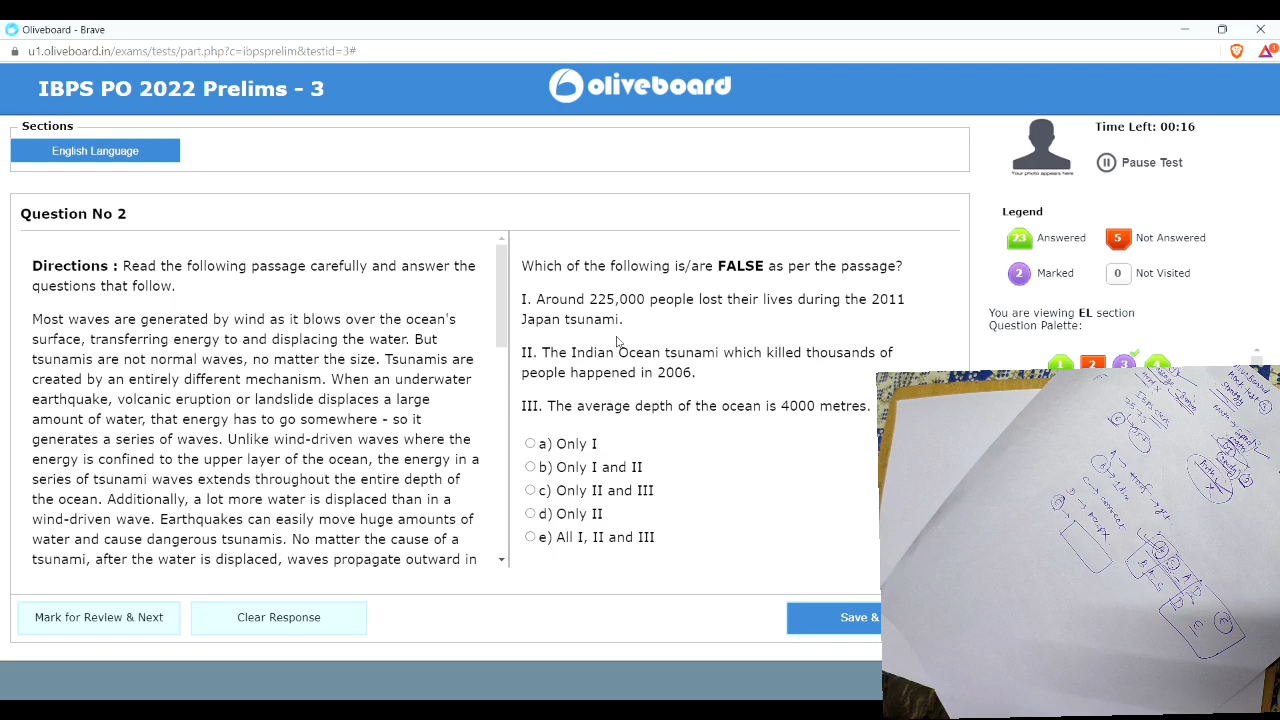 Oliveboard - Brave
u1.oliveboard.in/exams/tests/part.php?c=ibpsprelim&testid=3#
3
IBPS PO 2022 Prelims - 3
oliveboard
Sections
English Language
Time Left: 00:16
Your photo appears here
Pause Test
Question No 2
Legend
23 Answered
5 Not Answered
2 Marked
0 Not Visited
You are viewing EL section
Question Palette:
1 2 3 4
Directions : Read the following passage carefully and answer the
questions that follow.
Most waves are generated by wind as it blows over the ocean's
surface, transferring energy to and displacing the water. But
tsunamis are not normal waves, no matter the size. Tsunamis are
created by an entirely different mechanism. When an underwater
earthquake, volcanic eruption or landslide displaces a large
amount of water, that energy has to go somewhere - so it
generates a series of waves. Unlike wind-driven waves where the
energy is confined to the upper layer of the ocean, the energy in a
series of tsunami waves extends throughout the entire depth of
the ocean. Additionally, a lot more water is displaced than in a
wind-driven wave. Earthquakes can easily move huge amounts of
water and cause dangerous tsunamis. No matter the cause of a
tsunami, after the water is displaced, waves propagate outward in
Which of the following is/are FALSE as per the passage?
I. Around 225,000 people lost their lives during the 2011
Japan tsunami.
II. The Indian Ocean tsunami which killed thousands of
people happened in 2006.
III. The average depth of the ocean is 4000 metres.
a) Only I
b) Only I and II
c) Only II and III
d) Only II
e) All I, II and III
Mark for Review & Next
Clear Response
Save &